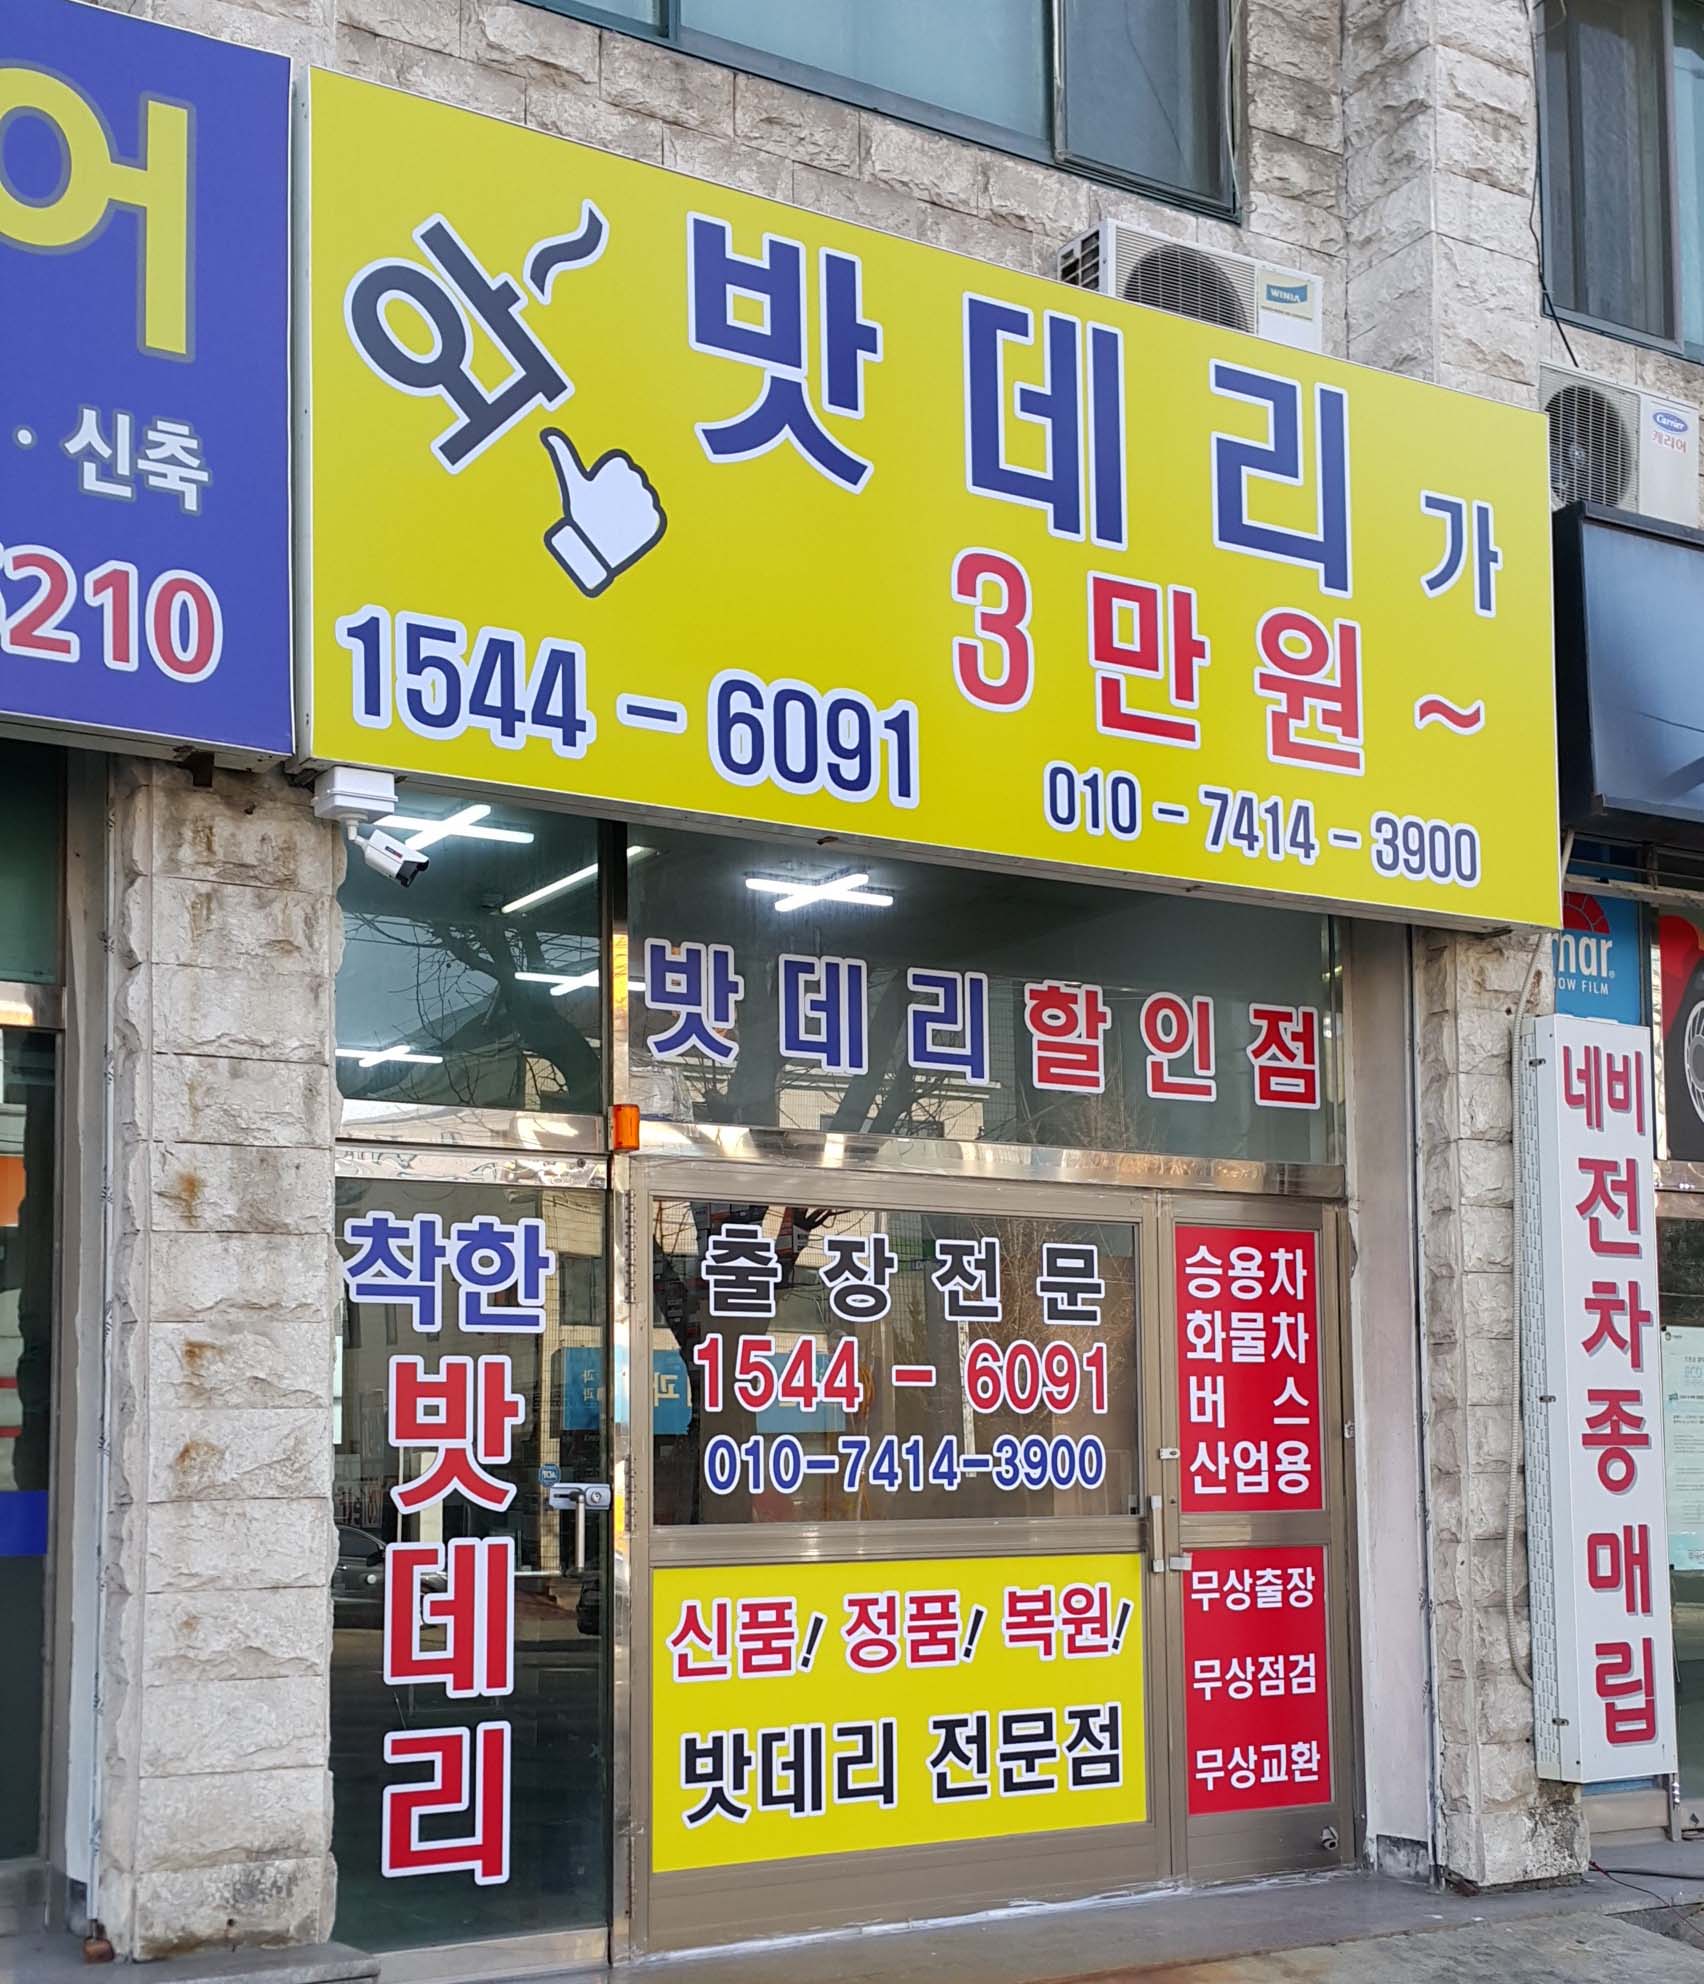 어
· 신축
210
와~ 밧데리가
3만원~
1544-6091
010-7414-3900
WINIA
Carrier
캐리어
밧데리할인점
착한
밧데리
출장전문
1544-6091
010-7414-3900
승용차
화물차
버스
산업용
신품! 정품! 복원!
밧데리 전문점
무상출장
무상점검
무상교환
네비전차종매립
mar
OW FILM